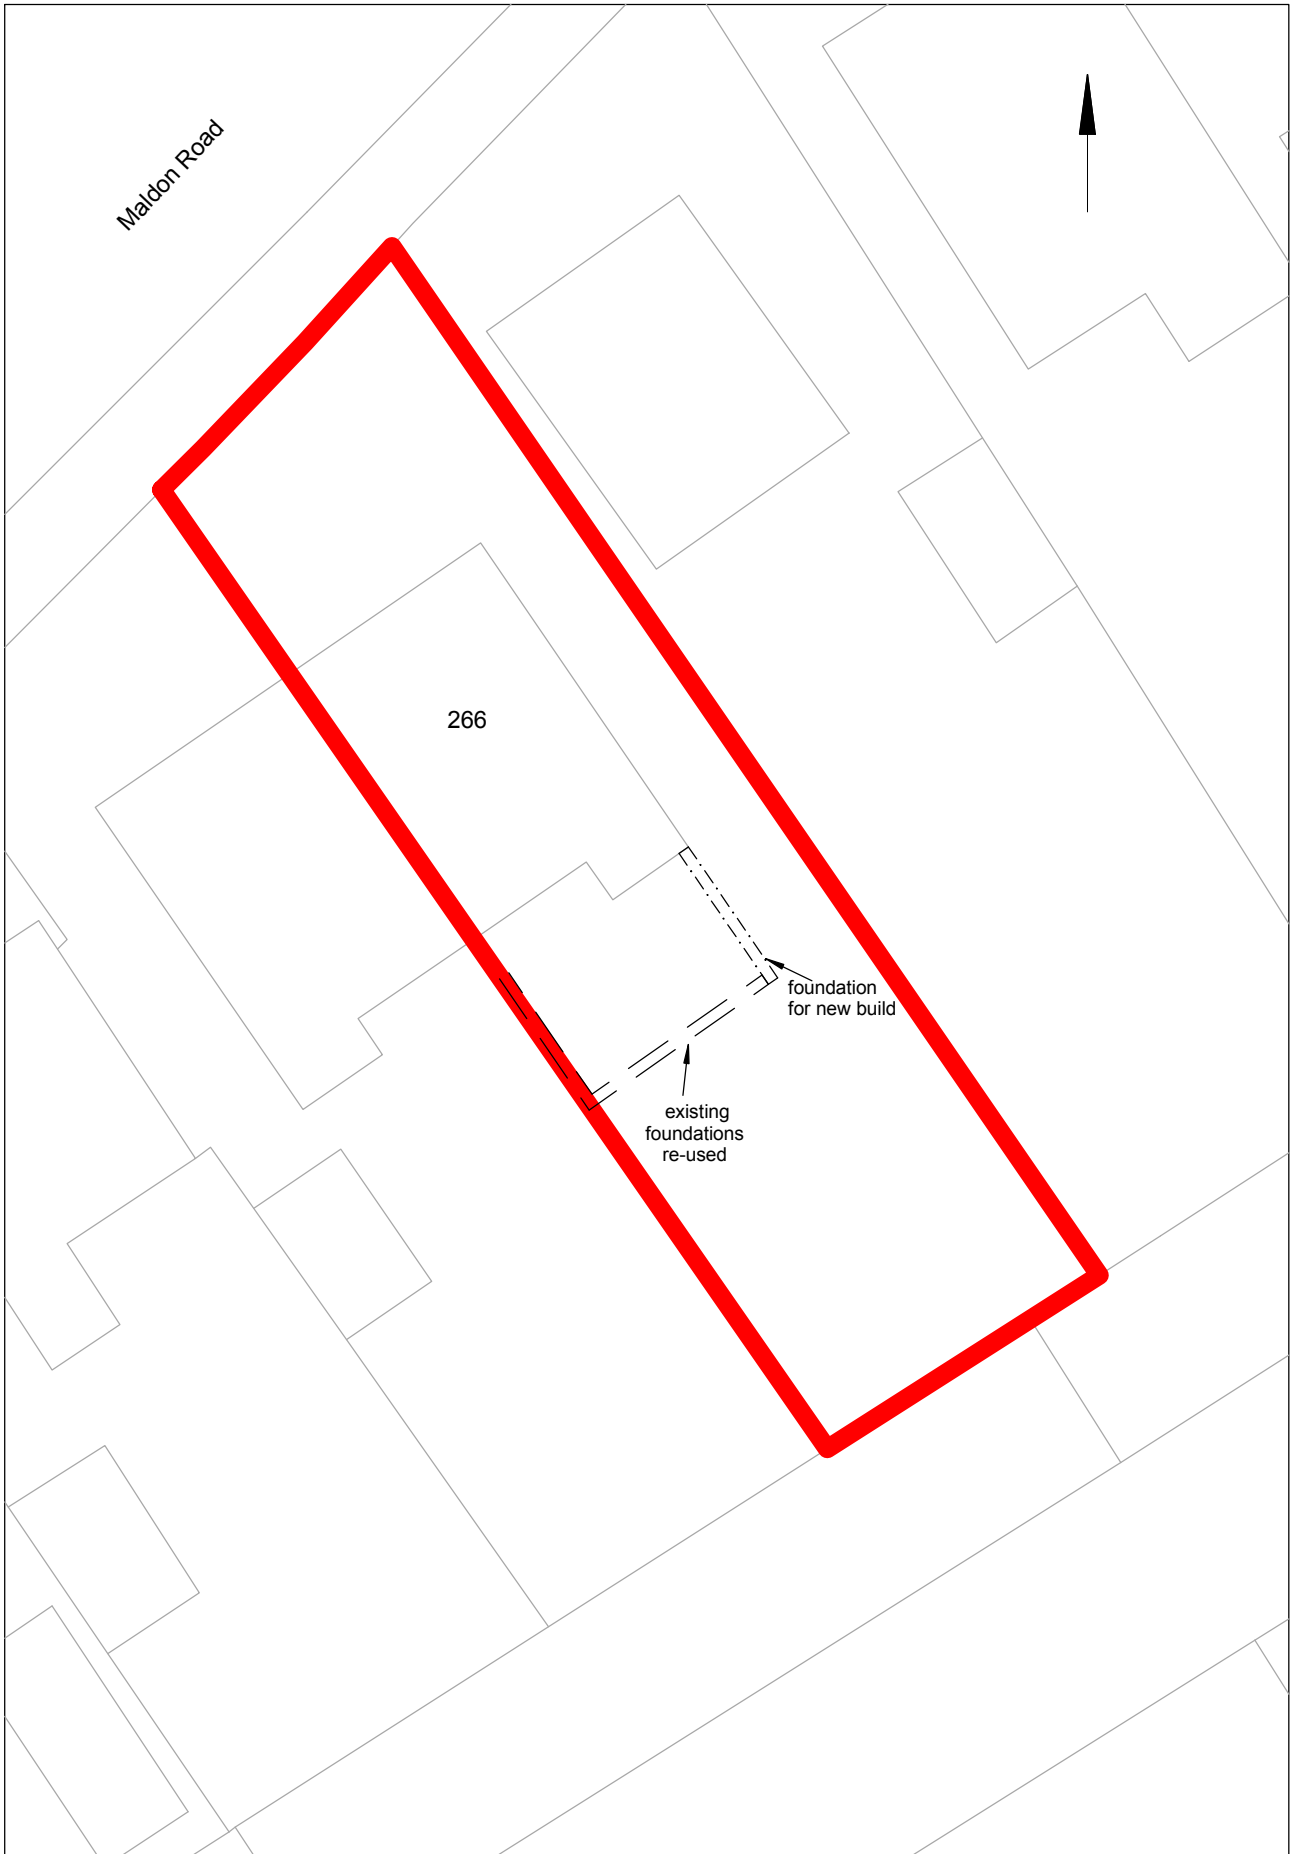 Maldon Road
266
foundation
for new build
existing
foundations
re-used